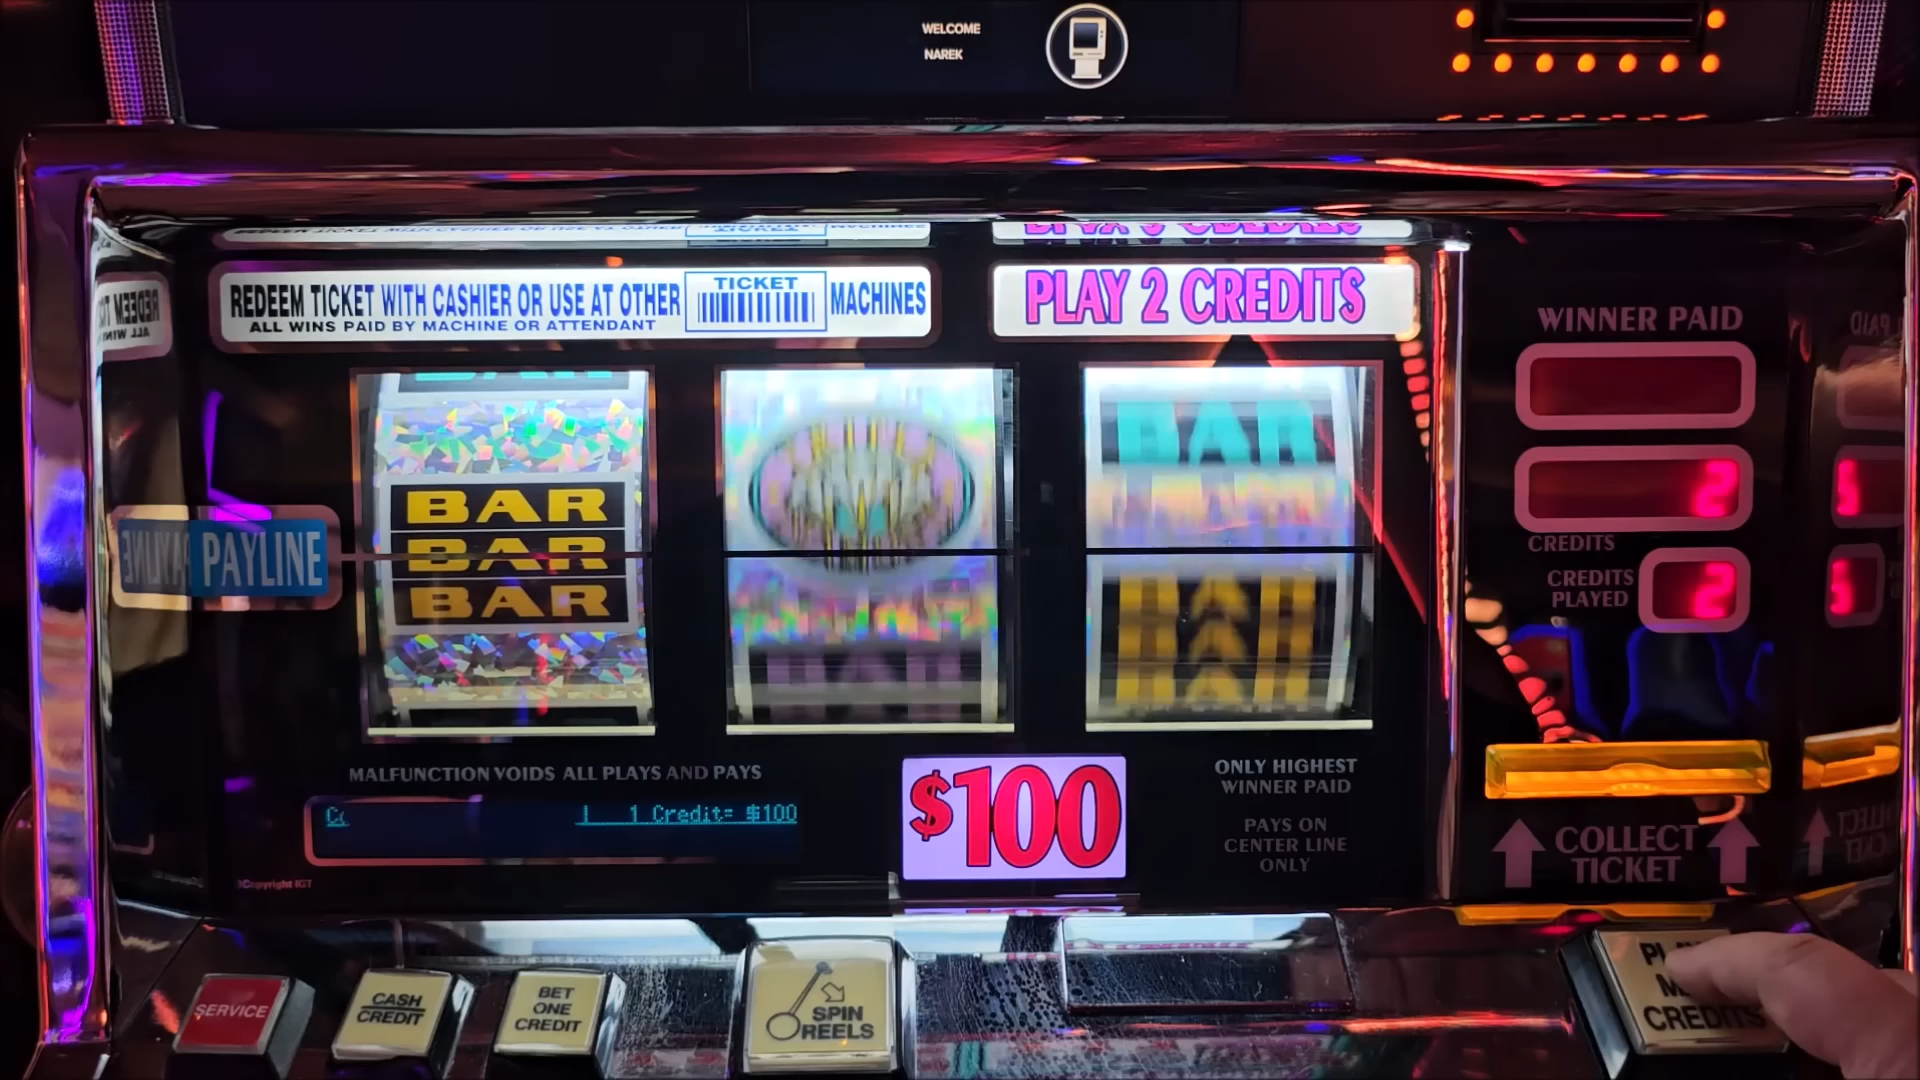 WELCOME
NAREK
REDEEM TICKET WITH CASHIER OR USE AT OTHER
TICKET
MACHINES
ALL WINS PAID BY MACHINE OR ATTENDANT
PLAY 2 CREDITS
WINNER PAID
2
CREDITS
CREDITS
PLAYED
2
PAYLINE
BAR
BAR
BAR
BAR
MALFUNCTION VOIDS ALL PLAYS AND PAYS
1 Credit= $100
$100
ONLY HIGHEST
WINNER PAID
PAYS ON
CENTER LINE
ONLY
COLLECT
TICKET
©Copyright IGT
SERVICE
CASH
CREDIT
BET
ONE
CREDIT
SPIN
REELS
CREDITS